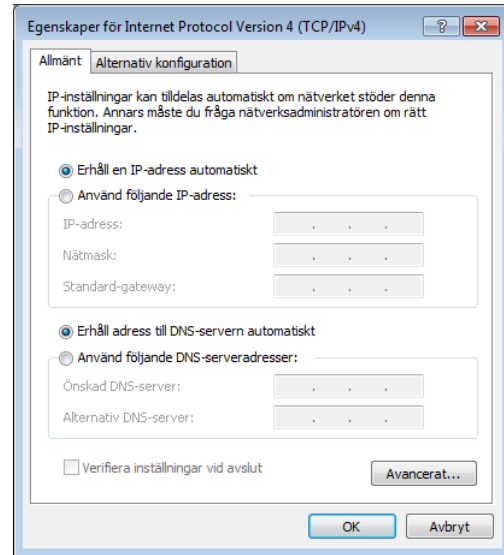 Egenskaper för Internet Protocol Version 4 (TCP/IPv4)
Allmänt
Alternativ konfiguration
IP-inställningar kan tilldelas automatiskt om nätverket stöder denna
funktion. Annars måste du fråga nätverksadministratören om rätt
IP-inställningar.
Erhåll en IP-adress automatiskt
Använd följande IP-adress:
IP-adress:
Nätmask:
Standard-gateway:
Erhåll adress till DNS-servern automatiskt
Använd följande DNS-serveradresser:
Önskad DNS-server:
Alternativ DNS-server:
Verifiera inställningar vid avslut
Avancerat...
OK
Avbryt